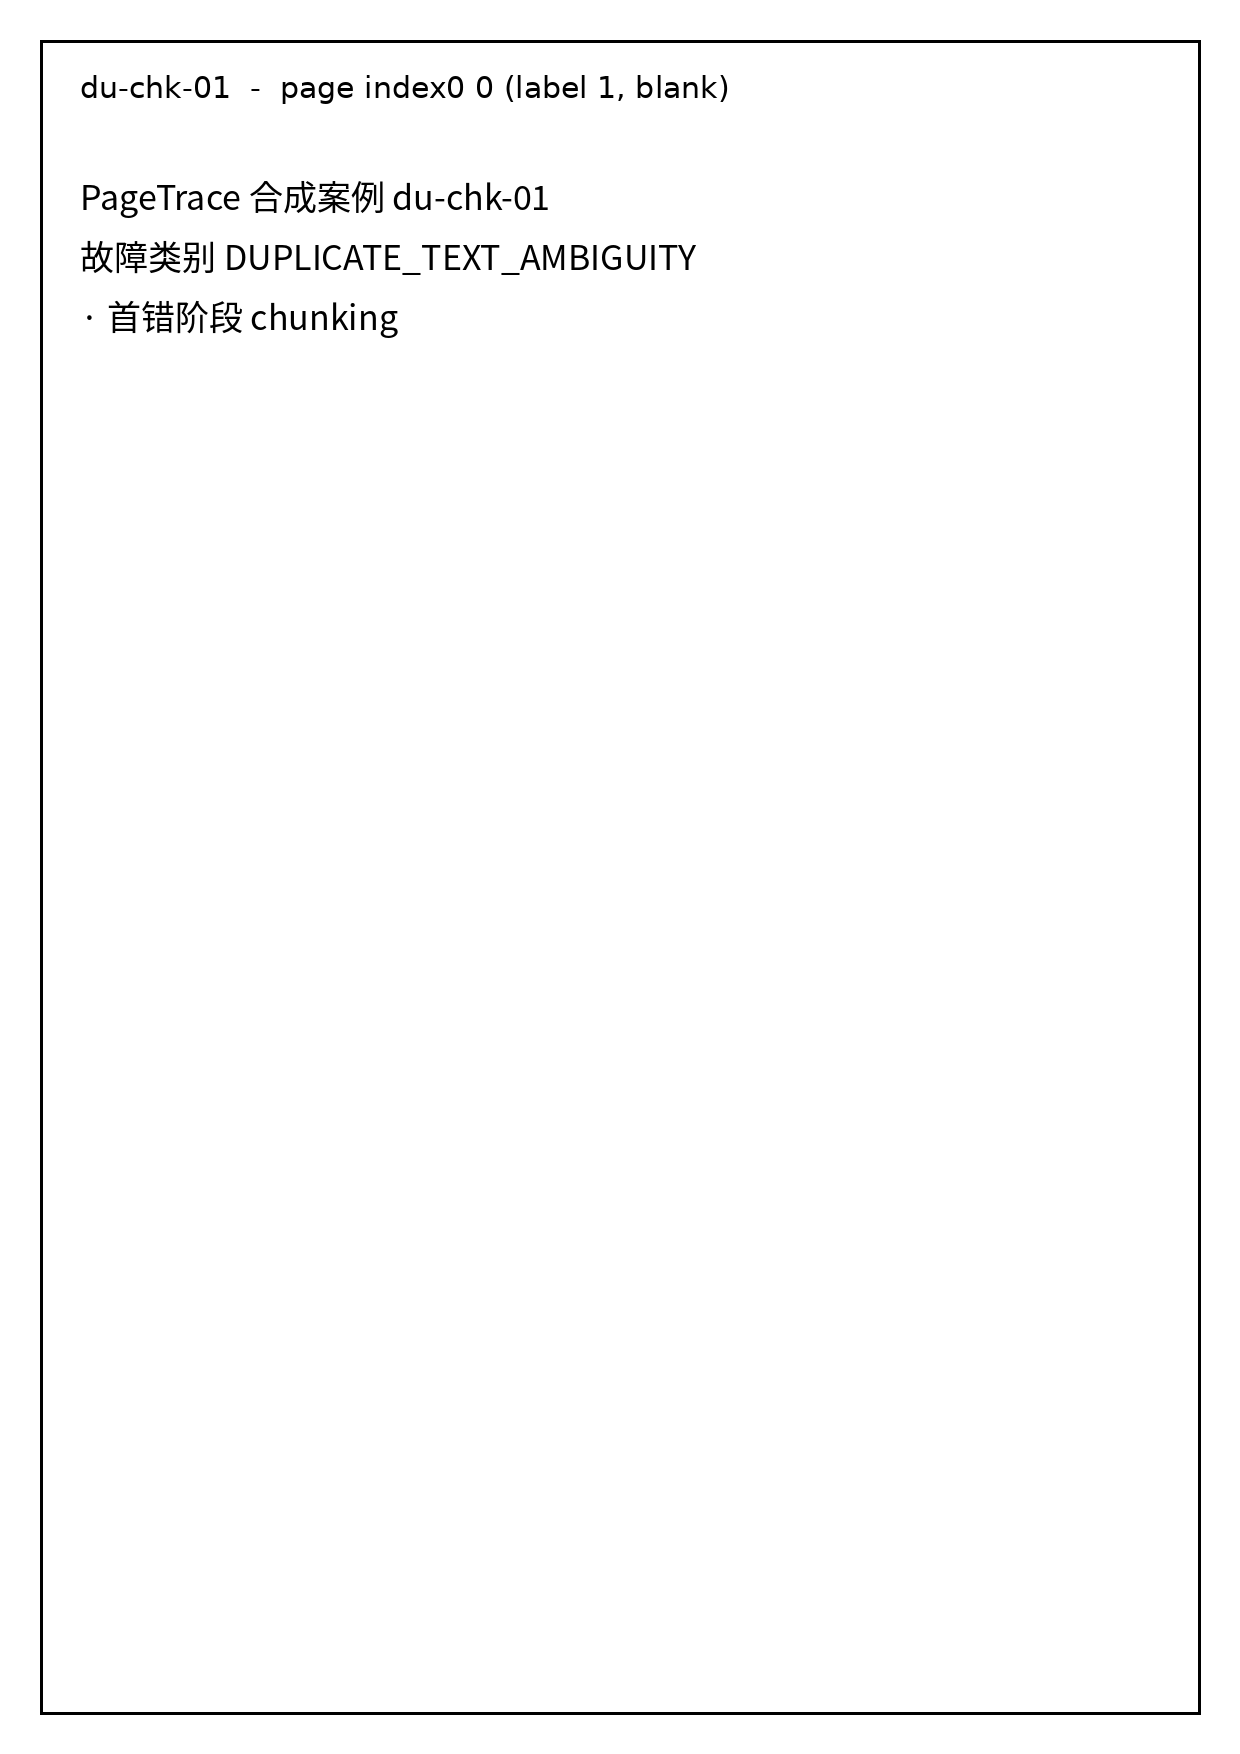 du-chk-01  -  page index0 0 (label 1, blank)
PageTrace 合成案例 du-chk-01
故障类别 DUPLICATE_TEXT_AMBIGUITY
· 首错阶段 chunking